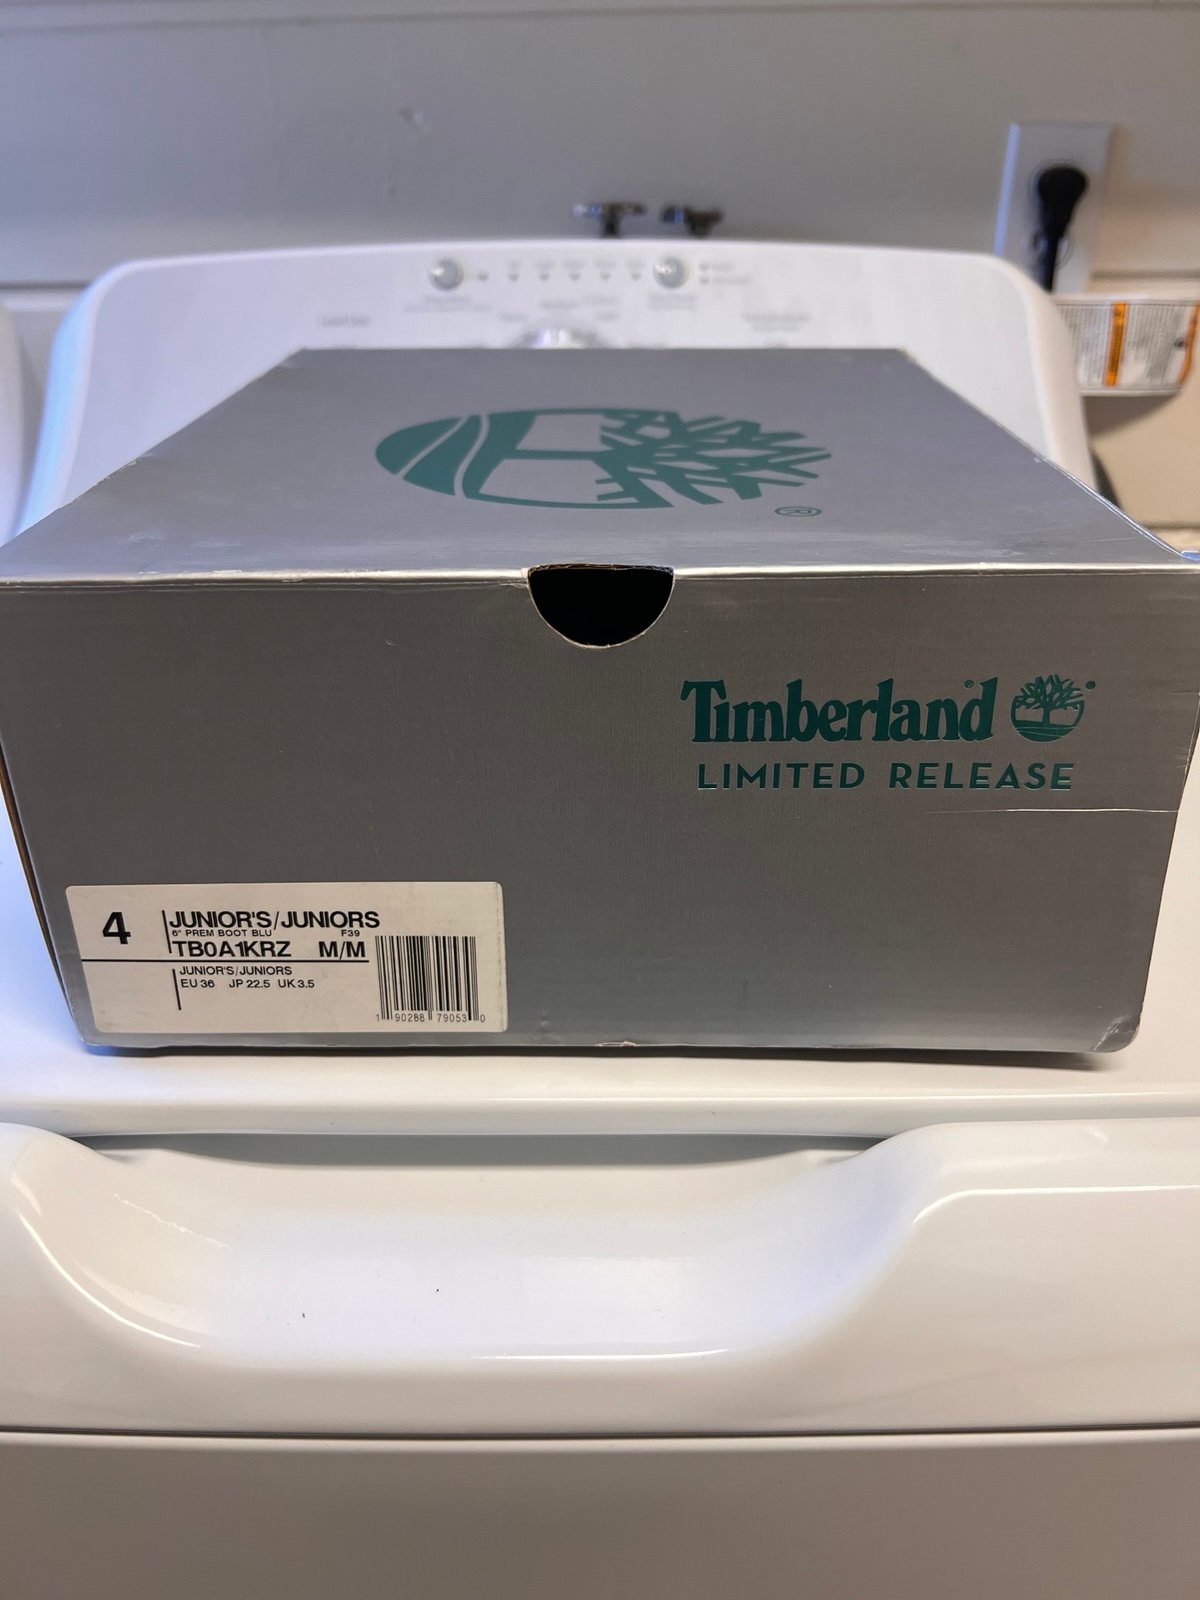 ®
Timberland® ®
LIMITED RELEASE
4
JUNIOR'S/JUNIORS
6" PREM BOOT BLU F39
TB0A1KRZ M/M
JUNIOR'S/JUNIORS
EU 36 JP 22.5 UK 3.5
1 90288 79053 0